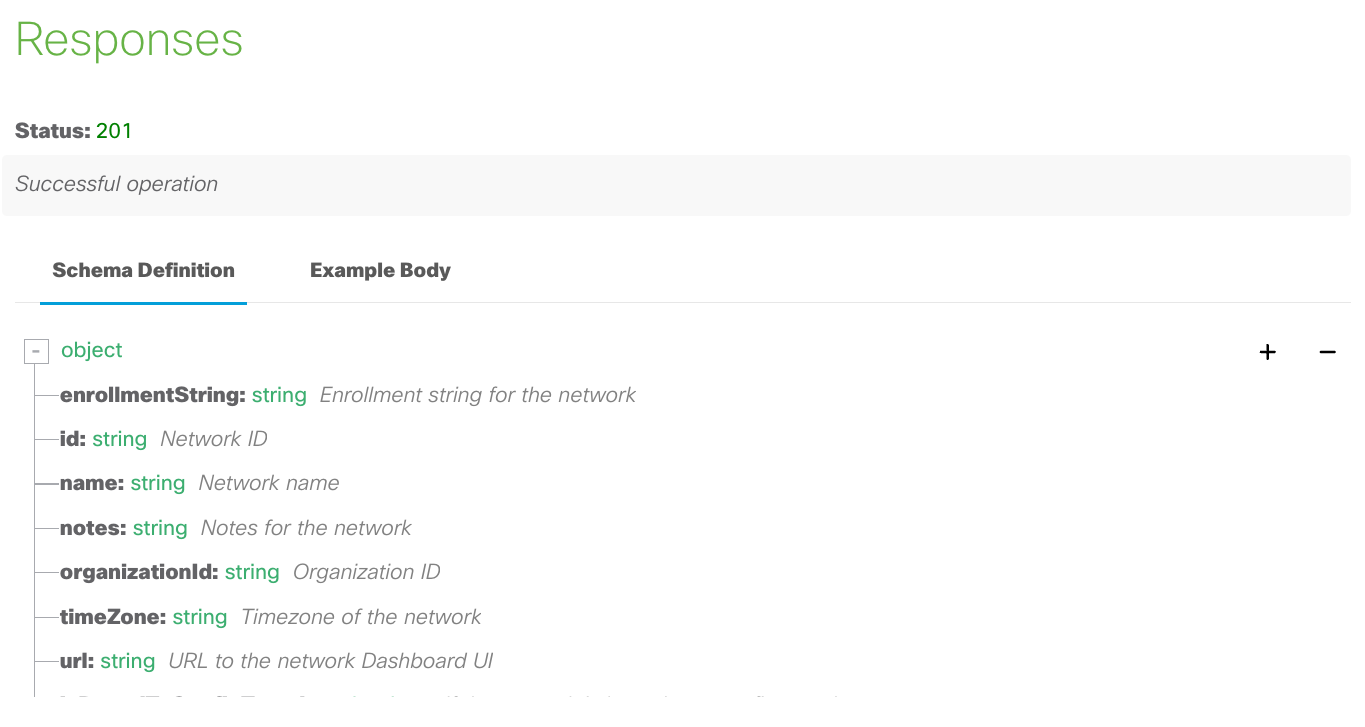 Responses
Status: 201
Successful operation
Schema Definition Example Body
- object + −
enrollmentString: string Enrollment string for the network
id: string Network ID
name: string Network name
notes: string Notes for the network
organizationId: string Organization ID
timeZone: string Timezone of the network
url: string URL to the network Dashboard UI